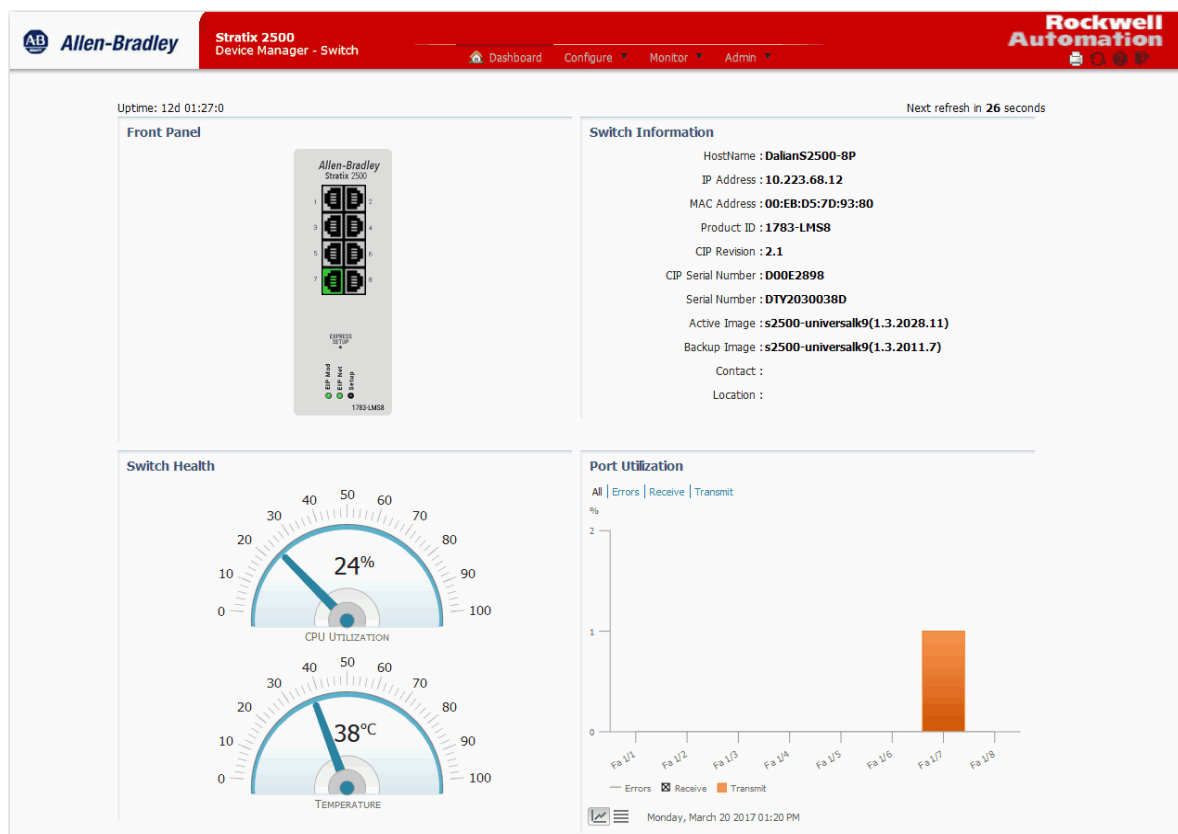 Allen-Bradley
Stratix 2500
Device Manager - Switch
Dashboard Configure Monitor Admin
Rockwell
Automation
AB
Uptime: 12d 01:27:0
Next refresh in 26 seconds
Front Panel
Allen-Bradley
Stratix 2500
1 2
3 4
5 6
7 8
EXPRESS
SETUP
EIP Mod
EIP Net
Setup
1783-LMS8
Switch Information
HostName : DalianS2500-8P
IP Address : 10.223.68.12
MAC Address : 00:EB:D5:7D:93:80
Product ID : 1783-LMS8
CIP Revision : 2.1
CIP Serial Number : D00E2898
Serial Number : DTY2030038D
Active Image : s2500-universalk9(1.3.2028.11)
Backup Image : s2500-universalk9(1.3.2011.7)
Contact :
Location :
Switch Health
0 10 20 30 40 50 60 70 80 90 100
24%
CPU UTILIZATION
0 10 20 30 40 50 60 70 80 90 100
38°C
TEMPERATURE
Port Utilization
All | Errors | Receive | Transmit
%
2
1
0
Fa 1/1 Fa 1/2 Fa 1/3 Fa 1/4 Fa 1/5 Fa 1/6 Fa 1/7 Fa 1/8
Errors Receive Transmit
Monday, March 20 2017 01:20 PM